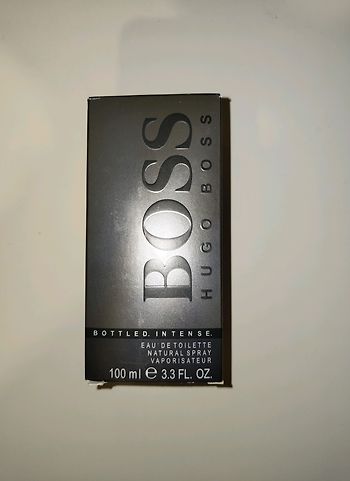 BOSS
HUGO BOSS
BOTTLED. INTENSE.
EAU DE TOILETTE
NATURAL SPRAY
VAPORISATEUR
100 ml ℮ 3.3 FL. OZ.